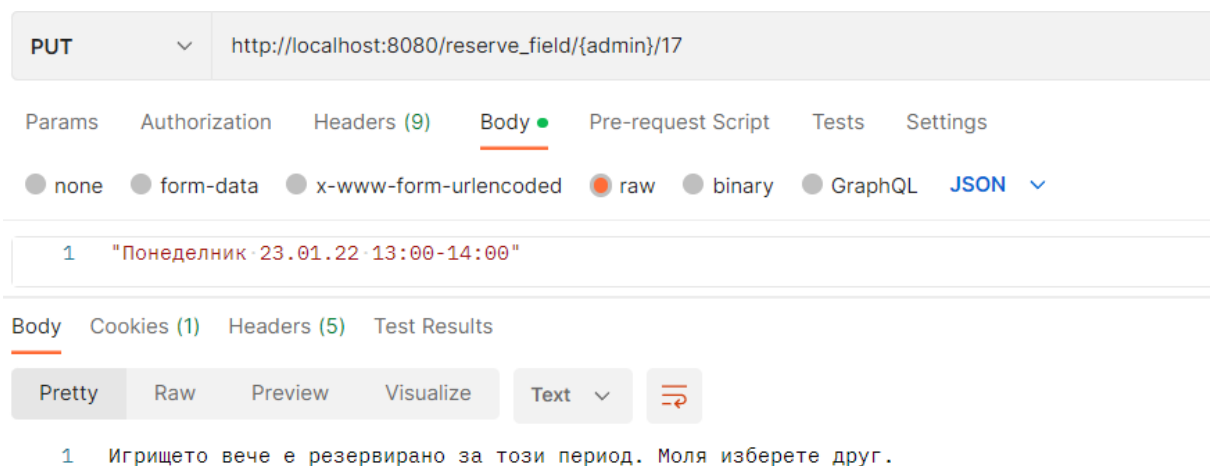 PUT http://localhost:8080/reserve_field/{admin}/17
Params Authorization Headers (9) Body Pre-request Script Tests Settings
none form-data x-www-form-urlencoded raw binary GraphQL JSON
1 "Понеделник 23.01.22 13:00-14:00"
Body Cookies (1) Headers (5) Test Results
Pretty Raw Preview Visualize Text
1 Игрището вече е резервирано за този период. Моля изберете друг.